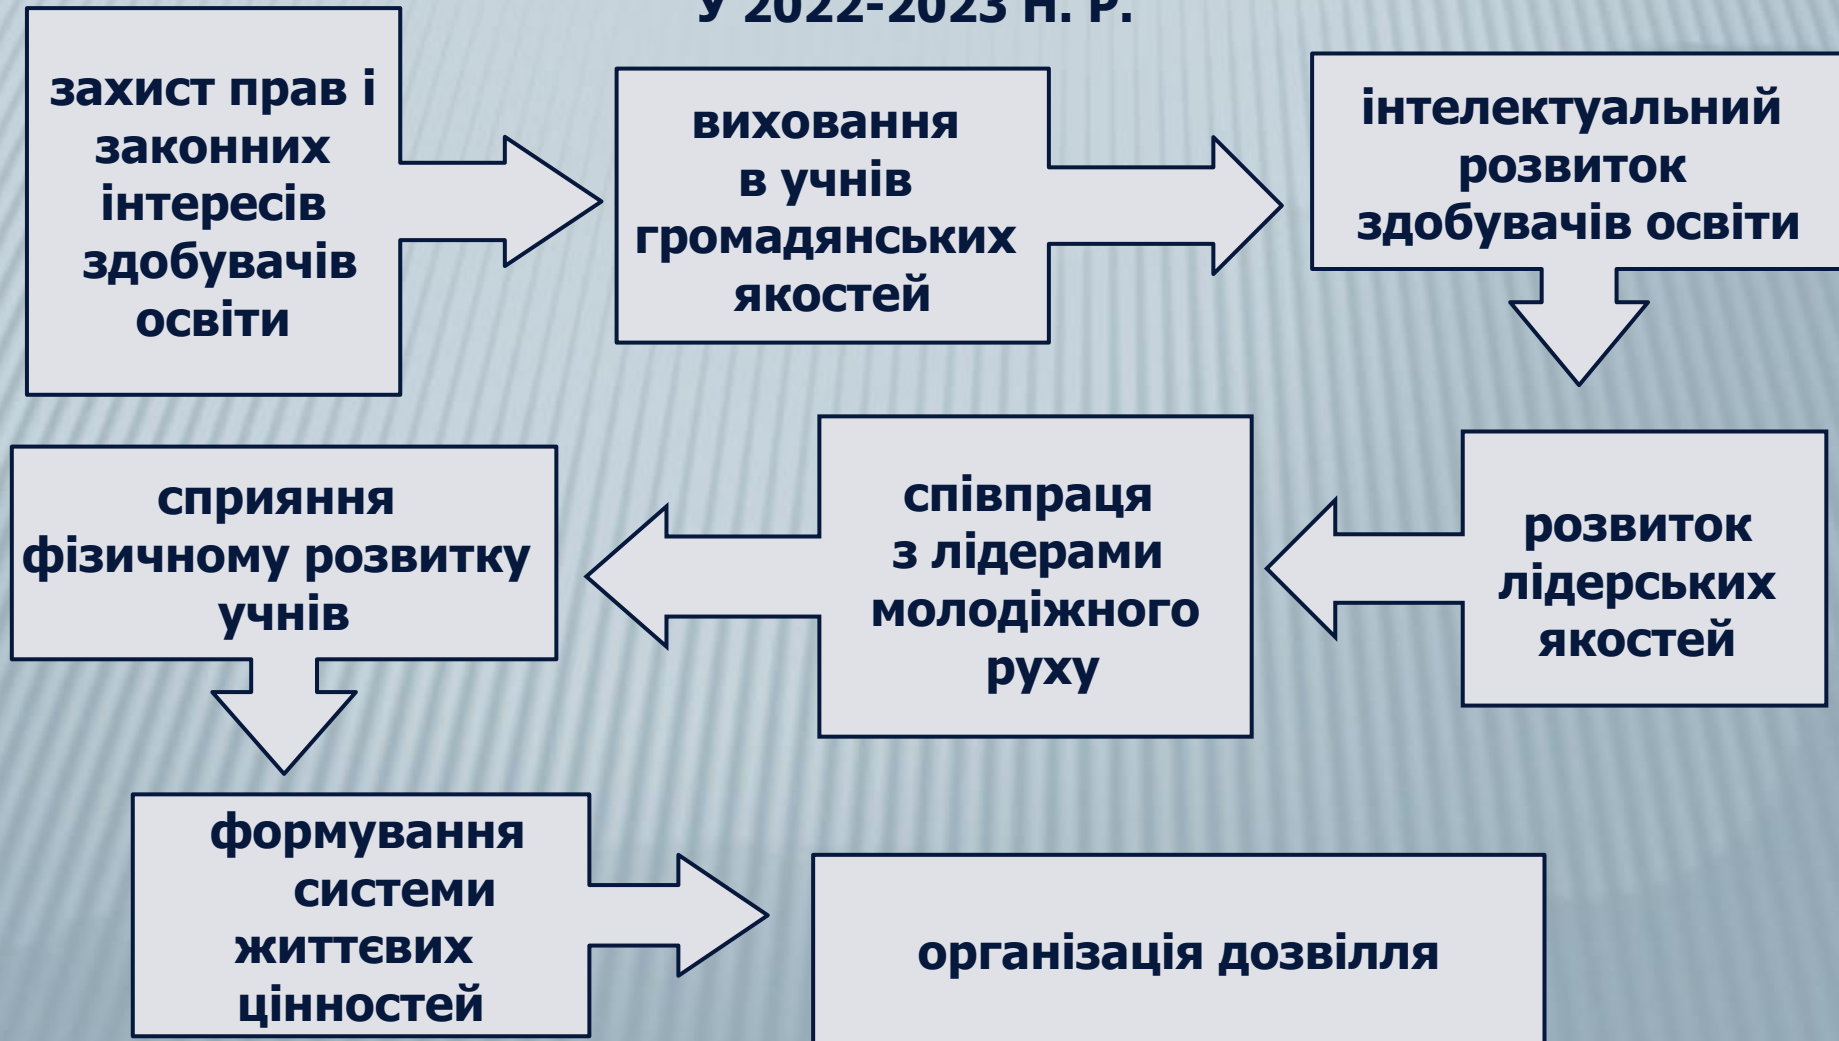 У 2022-2023 Н. Р.
захист прав і
законних
інтересів
здобувачів
освіти
виховання
в учнів
громадянських
якостей
інтелектуальний
розвиток
здобувачів освіти
розвиток
лідерських
якостей
співпраця
з лідерами
молодіжного
руху
сприяння
фізичному розвитку
учнів
формування
системи
життєвих
цінностей
організація дозвілля